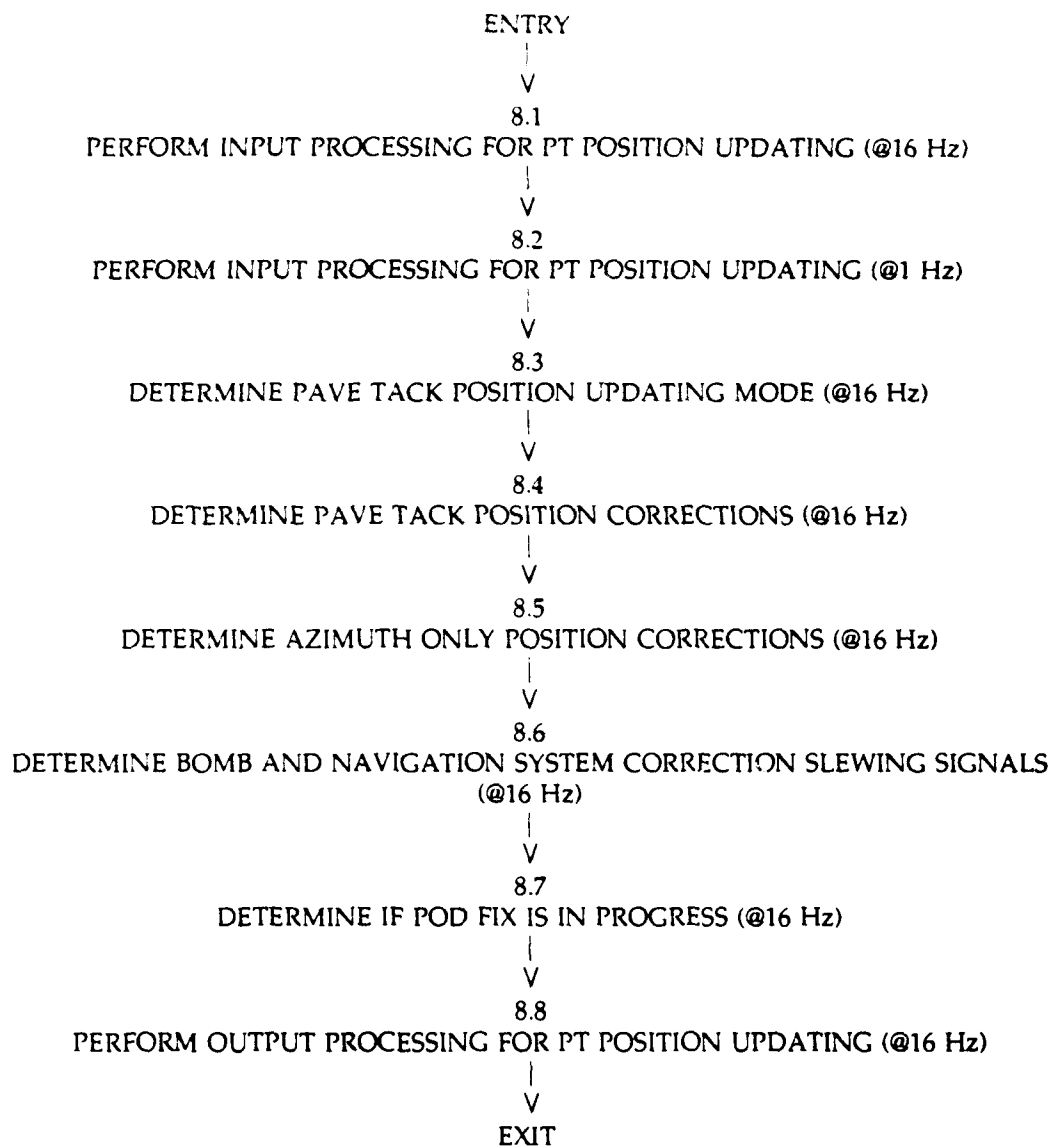 ENTRY
V
8.1
PERFORM INPUT PROCESSING FOR PT POSITION UPDATING (@16 Hz)
V
8.2
PERFORM INPUT PROCESSING FOR PT POSITION UPDATING (@1 Hz)
V
8.3
DETERMINE PAVE TACK POSITION UPDATING MODE (@16 Hz)
V
8.4
DETERMINE PAVE TACK POSITION CORRECTIONS (@16 Hz)
V
8.5
DETERMINE AZIMUTH ONLY POSITION CORRECTIONS (@16 Hz)
V
8.6
DETERMINE BOMB AND NAVIGATION SYSTEM CORRECTION SLEWING SIGNALS
(@16 Hz)
V
8.7
DETERMINE IF POD FIX IS IN PROGRESS (@16 Hz)
V
8.8
PERFORM OUTPUT PROCESSING FOR PT POSITION UPDATING (@16 Hz)
V
EXIT